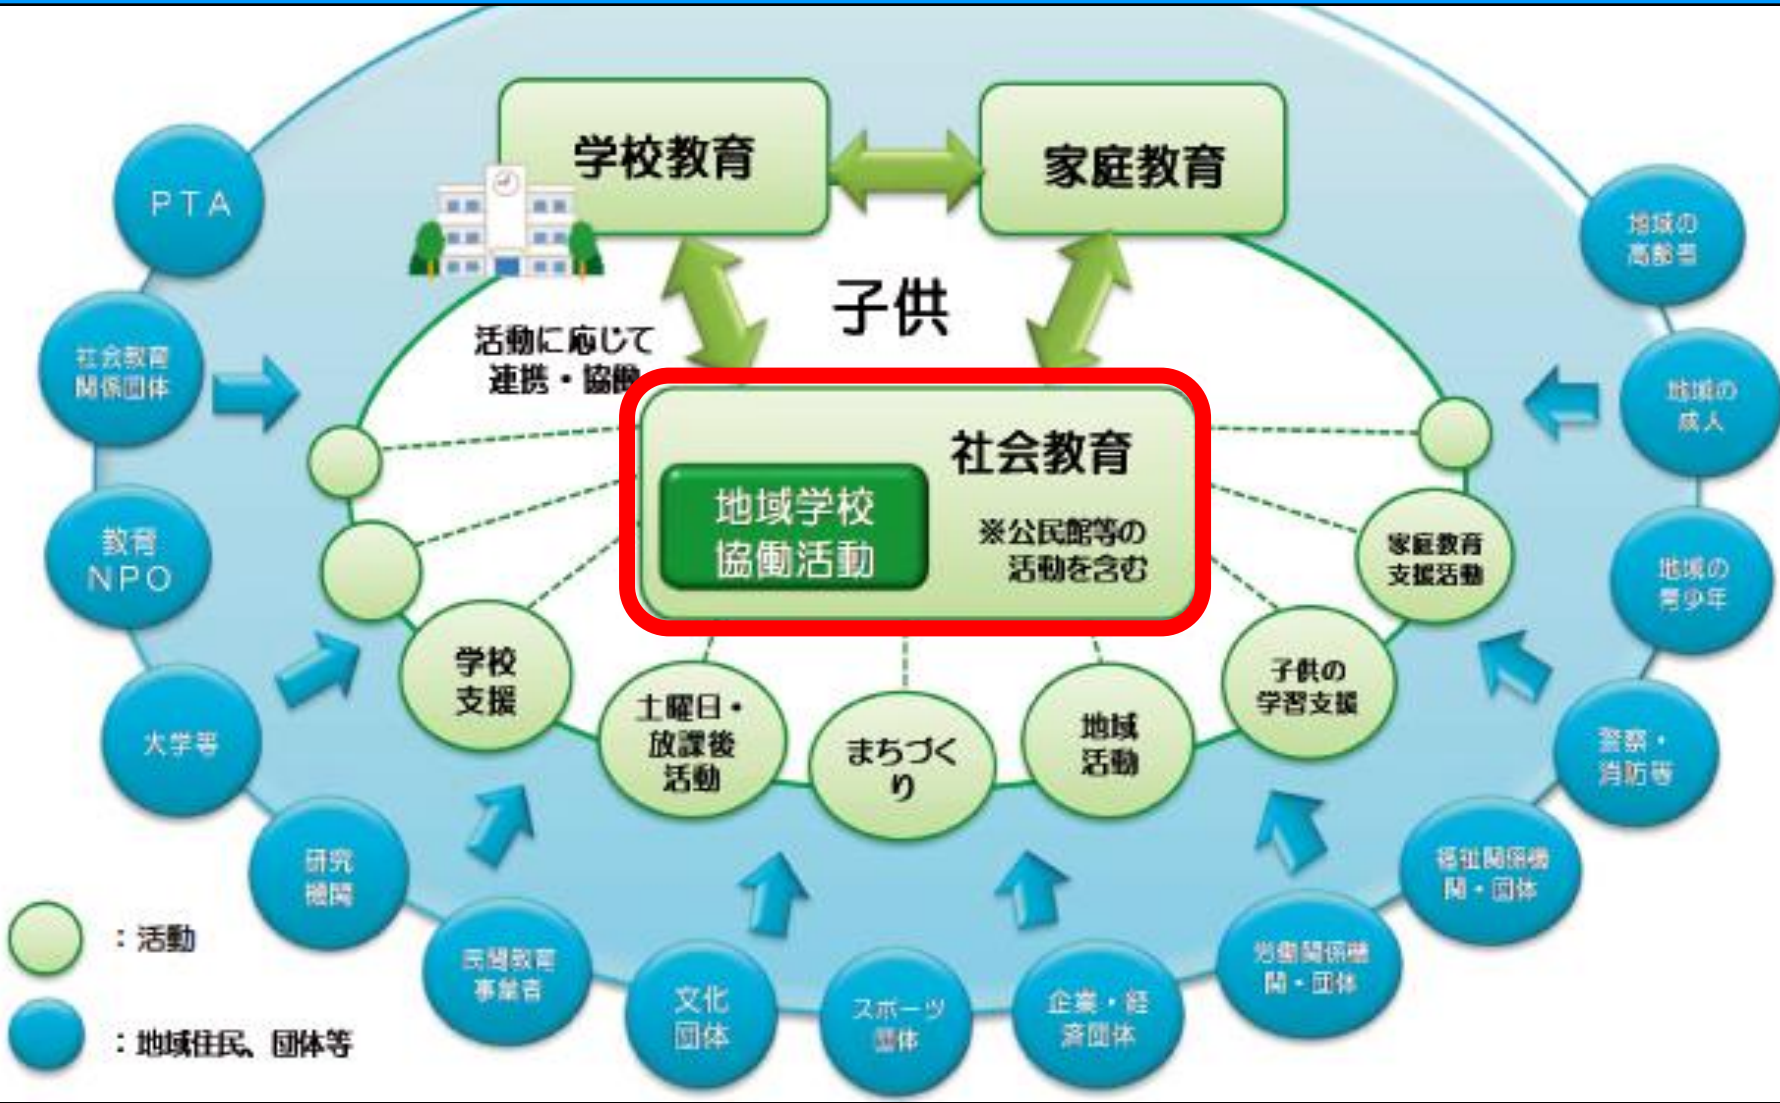 学校教育
家庭教育
子供
活動に応じて
連携・協働
社会教育
地域学校
協働活動
※公民館等の
活動を含む
学校
支援
土曜日・
放課後
活動
まちづく
り
地域
活動
子供の
学習支援
家庭教育
支援活動
PTA
社会教育
関係団体
教育
NPO
大学等
研究
機関
民間教育
事業者
文化
団体
スポーツ
団体
企業・経
済団体
労働関係機
関・団体
福祉関係機
関・団体
警察・
消防等
地域の
青少年
地域の
成人
地域の
高齢者
：活動
：地域住民、団体等